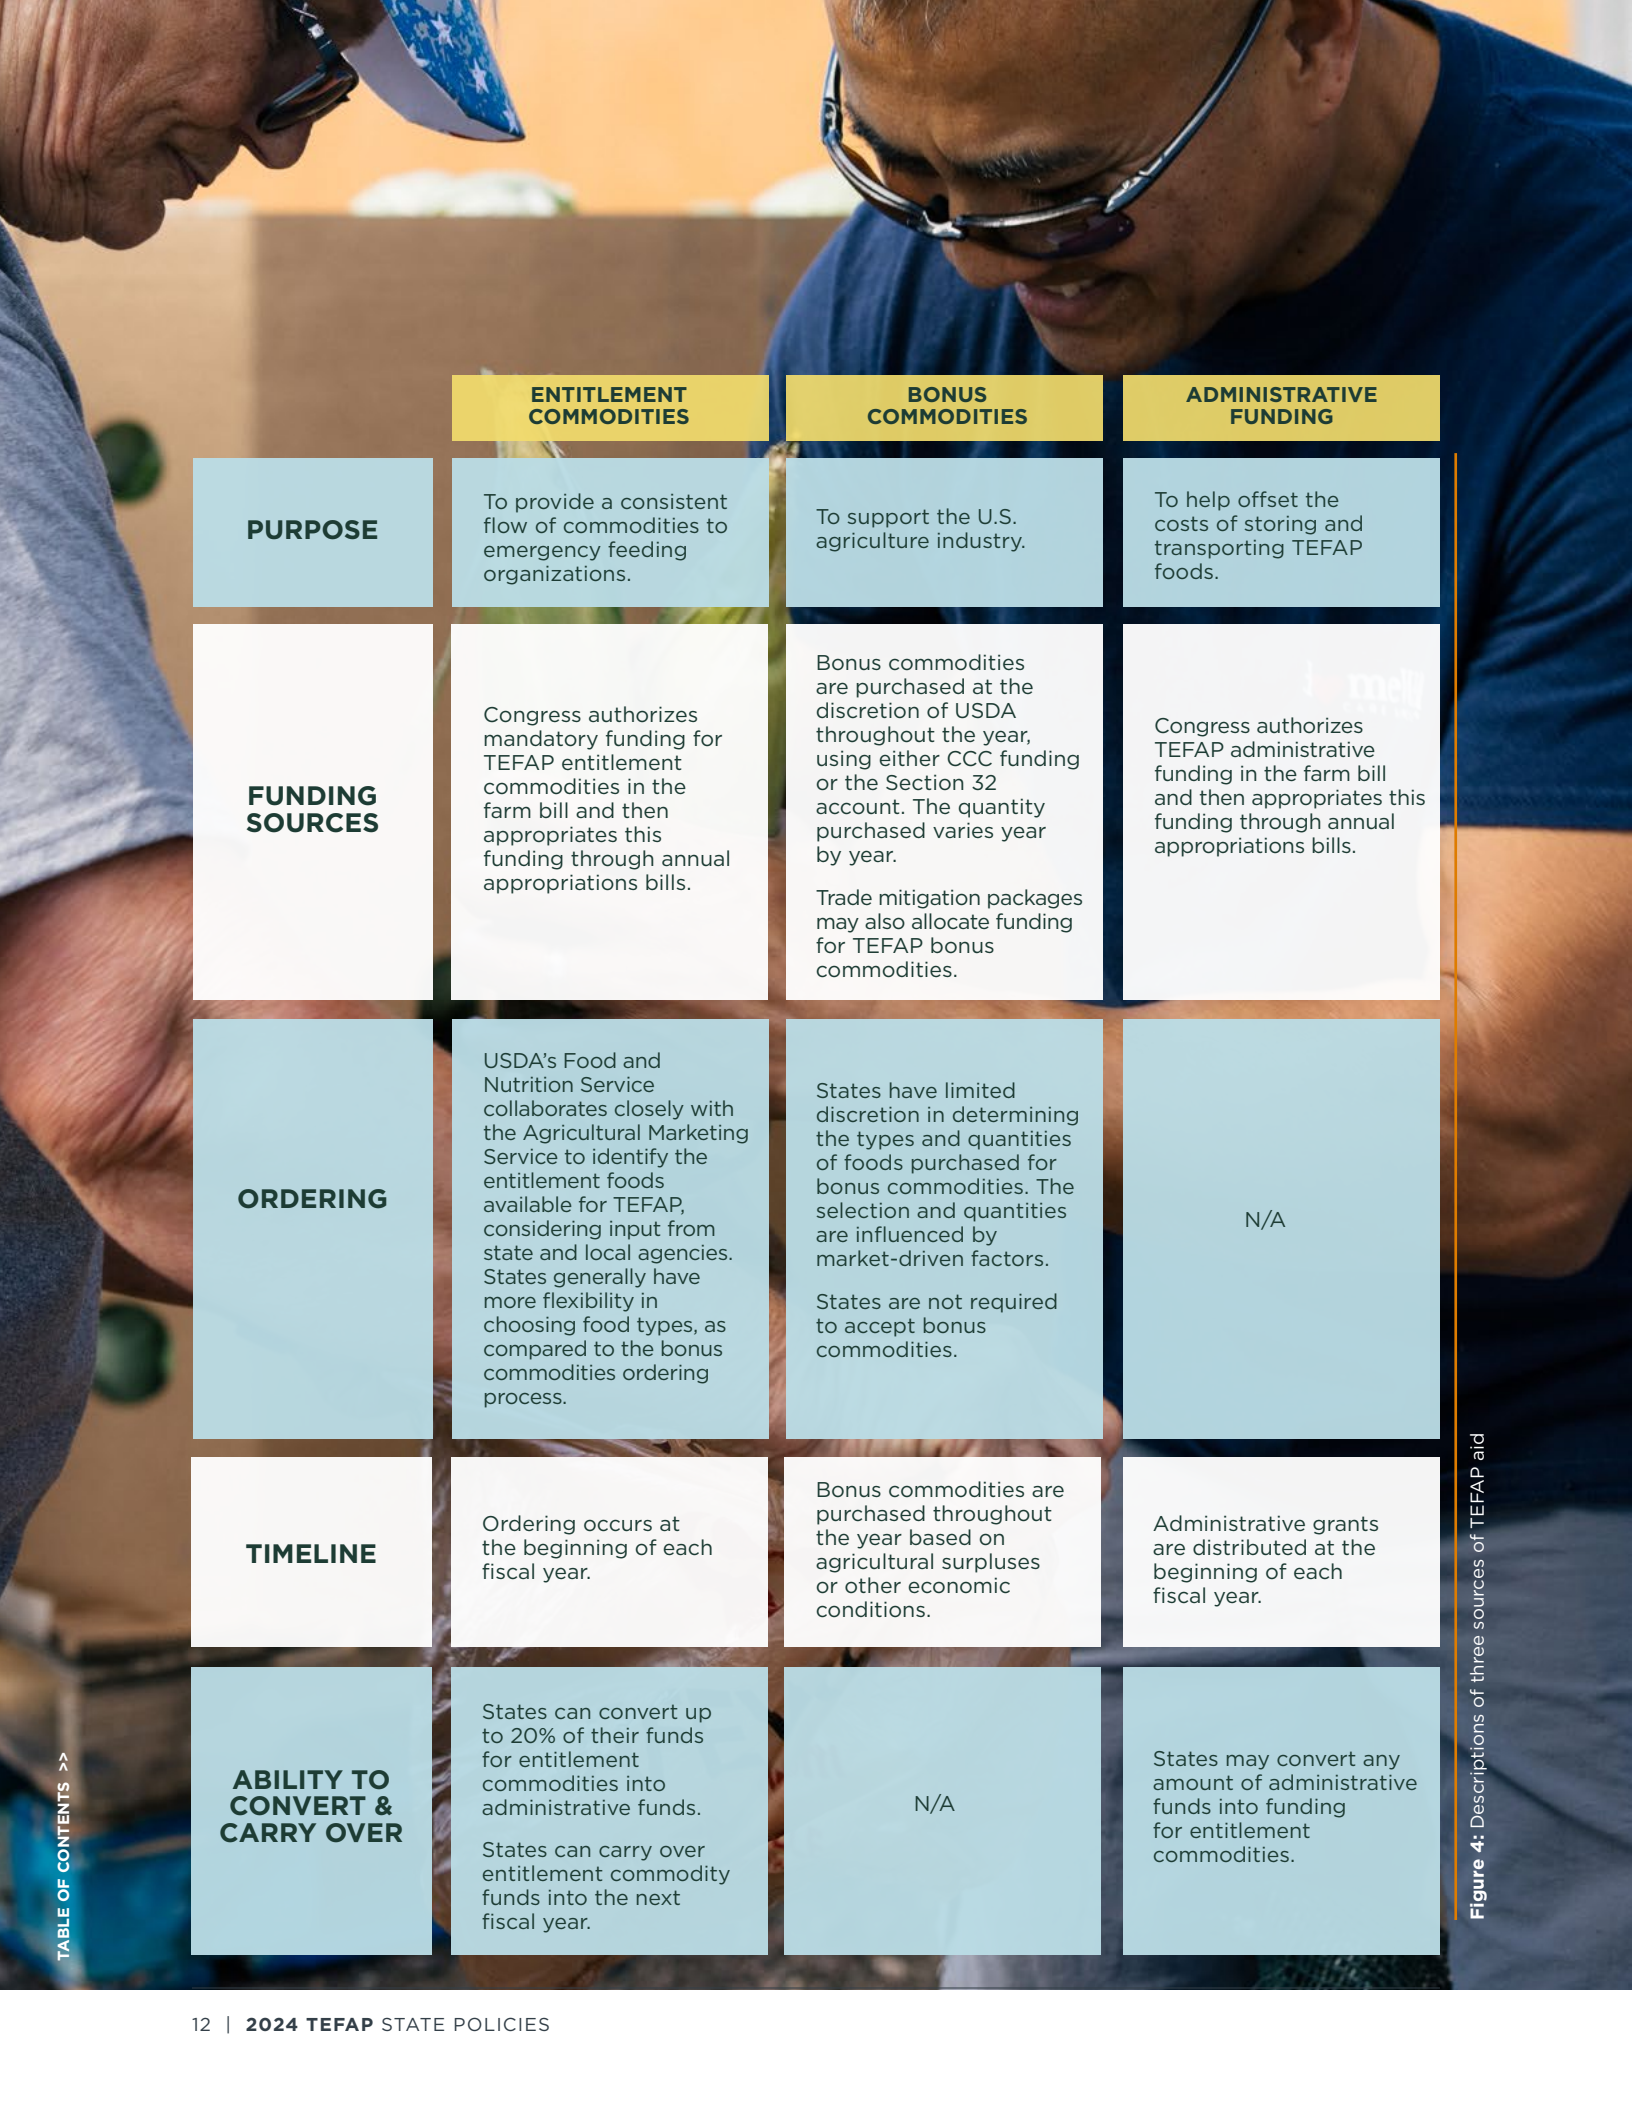 ENTITLEMENT
COMMODITIES
BONUS
COMMODITIES
ADMINISTRATIVE
FUNDING
PURPOSE
To provide a consistent
flow of commodities to
emergency feeding
organizations.
To support the U.S.
agriculture industry.
To help offset the
costs of storing and
transporting TEFAP
foods.
FUNDING
SOURCES
Congress authorizes
mandatory funding for
TEFAP entitlement
commodities in the
farm bill and then
appropriates this
funding through annual
appropriations bills.
Bonus commodities
are purchased at the
discretion of USDA
throughout the year,
using either CCC funding
or the Section 32
account. The quantity
purchased varies year
by year.
Trade mitigation packages
may also allocate funding
for TEFAP bonus
commodities.
Congress authorizes
TEFAP administrative
funding in the farm bill
and then appropriates this
funding through annual
appropriations bills.
ORDERING
USDA’s Food and
Nutrition Service
collaborates closely with
the Agricultural Marketing
Service to identify the
entitlement foods
available for TEFAP,
considering input from
state and local agencies.
States generally have
more flexibility in
choosing food types, as
compared to the bonus
commodities ordering
process.
States have limited
discretion in determining
the types and quantities
of foods purchased for
bonus commodities. The
selection and quantities
are influenced by
market-driven factors.
States are not required
to accept bonus
commodities.
N/A
TIMELINE
Ordering occurs at
the beginning of each
fiscal year.
Bonus commodities are
purchased throughout
the year based on
agricultural surpluses
or other economic
conditions.
Administrative grants
are distributed at the
beginning of each
fiscal year.
ABILITY TO
CONVERT &
CARRY OVER
States can convert up
to 20% of their funds
for entitlement
commodities into
administrative funds.
States can carry over
entitlement commodity
funds into the next
fiscal year.
N/A
States may convert any
amount of administrative
funds into funding
for entitlement
commodities.
Figure 4: Descriptions of three sources of TEFAP aid
TABLE OF CONTENTS >>
12 | 2024 TEFAP STATE POLICIES